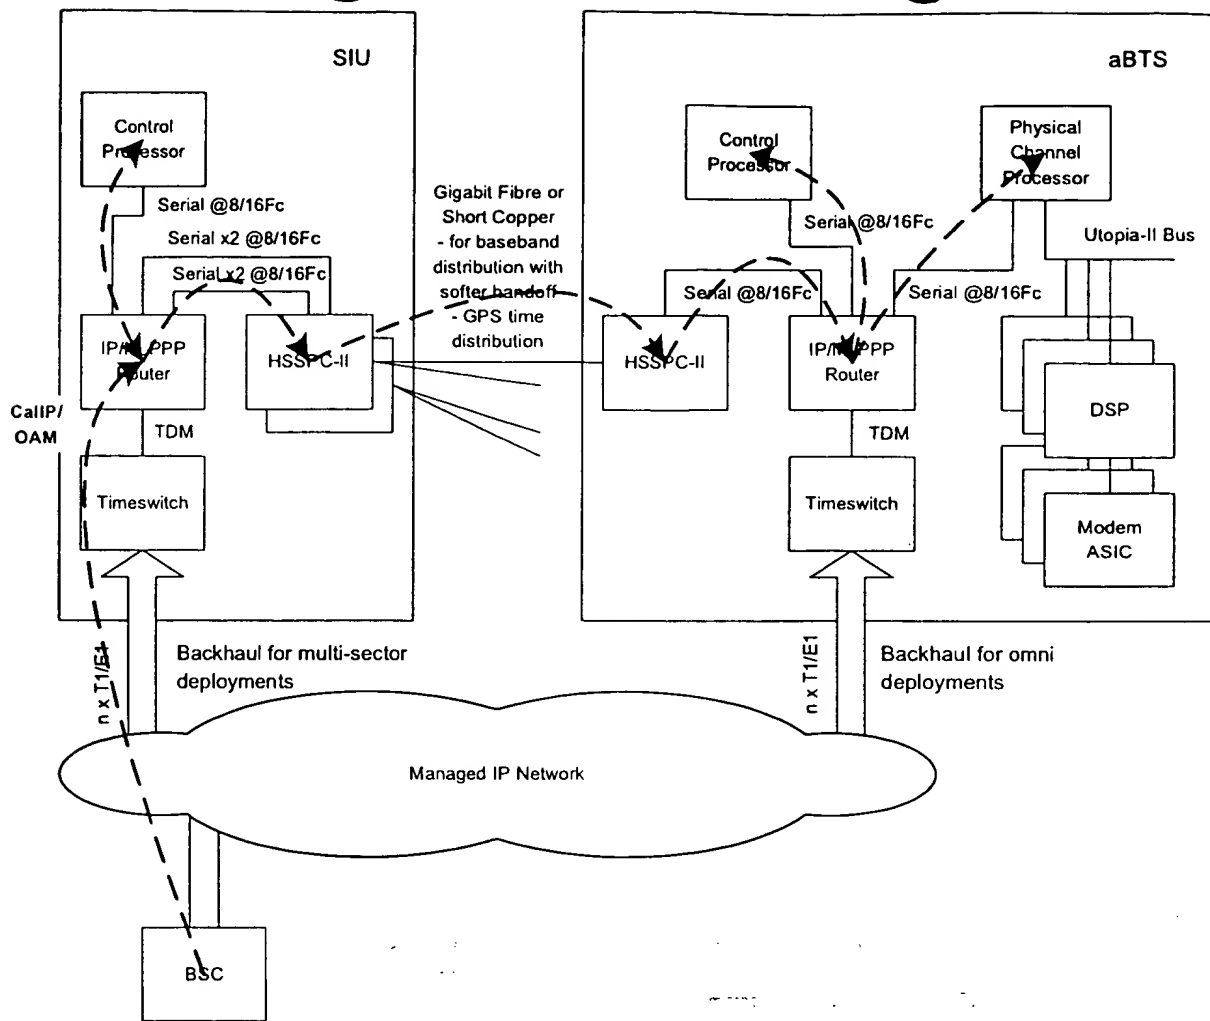 SIU
Control
Processor
Serial @8/16Fc
Serial x2 @8/16Fc
Serial x2 @8/16Fc
Router
HSSPC-II
CallP/
OAM
TDM
Timeswitch
Gigabit Fibre or
Short Copper
- for baseband
distribution with
softer handoff
- GPS time
distribution
aBTS
Control
Processor
Physical
Channel
Processor
Serial @8/16Fc
Utopia-II Bus
Serial @8/16Fc
Serial @8/16Fc
HSSPC-II
Router
DSP
TDM
Timeswitch
Modem
ASIC
n x T1/E1
Backhaul for multi-sector
deployments
n x T1/E1
Backhaul for omni
deployments
Managed IP Network
BSC